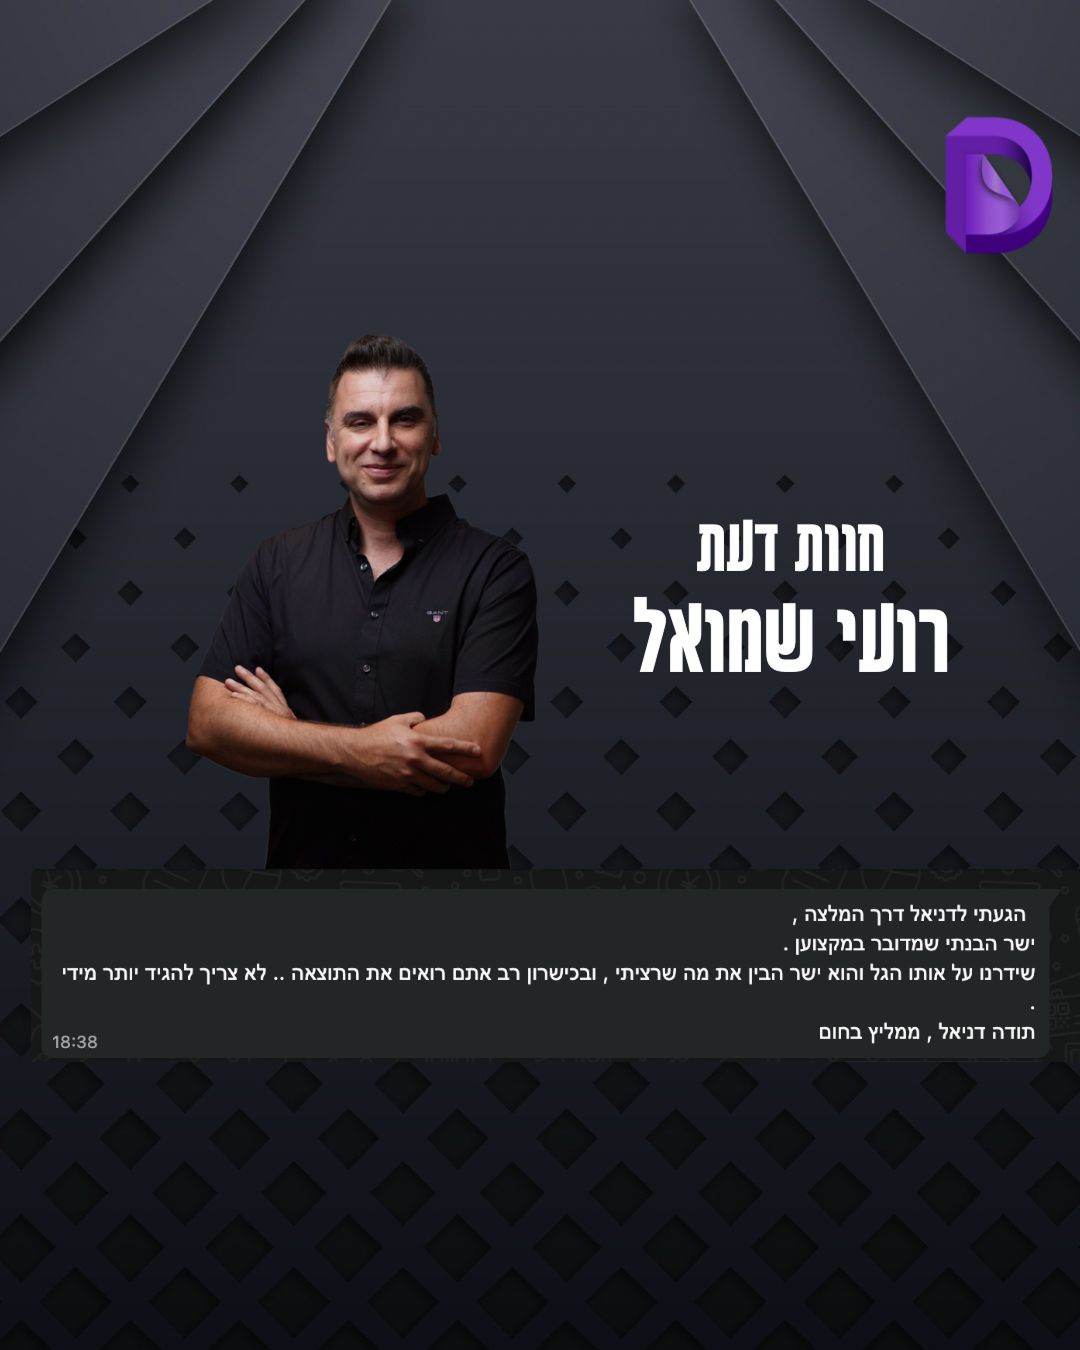 חוות דעת
רועי שמואל
GANT
הגעתי לדניאל דרך המלצה ,
ישר הבנתי שמדובר במקצוען .
שידרנו על אותו הגל והוא ישר הבין את מה שרציתי , ובכישרון רב אתם רואים את התוצאה .. לא צריך להגיד יותר מידי
.
תודה דניאל , ממליץ בחום
18:38